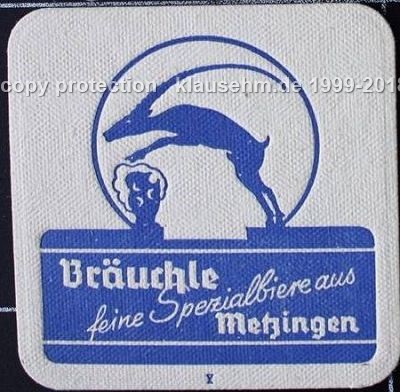 copy protection klausehm.de 1999-2018
Bräuchle
feine Spezialbiere aus
Metzingen
Y